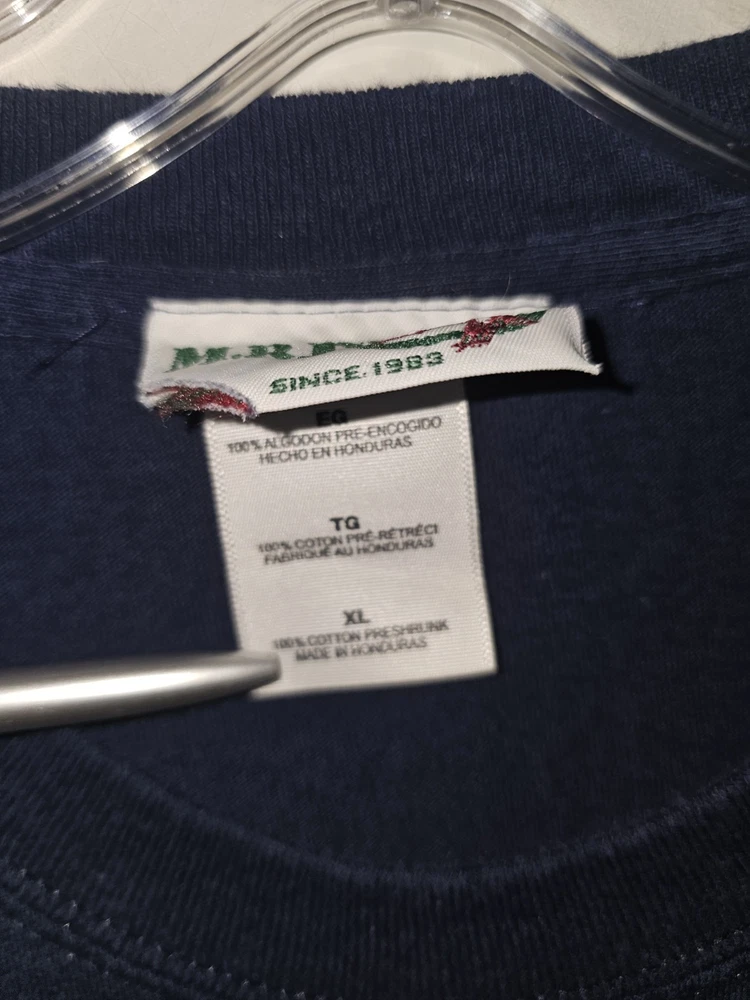 SINCE.1983
EG
100% ALGODON PRE-ENCOGIDO
HECHO EN HONDURAS
TG
100% COTON PRÉ-RÉTRÉCI
FABRIQUÉ AU HONDURAS
XL
100% COTTON PRESHRUNK
MADE IN HONDURAS